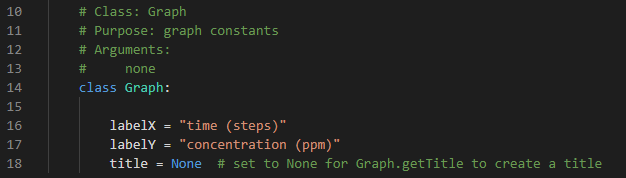 10 # Class: Graph
11 # Purpose: graph constants
12 # Arguments:
13 #     none
14 class Graph:
15
16     labelX = "time (steps)"
17     labelY = "concentration (ppm)"
18     title = None  # set to None for Graph.getTitle to create a title